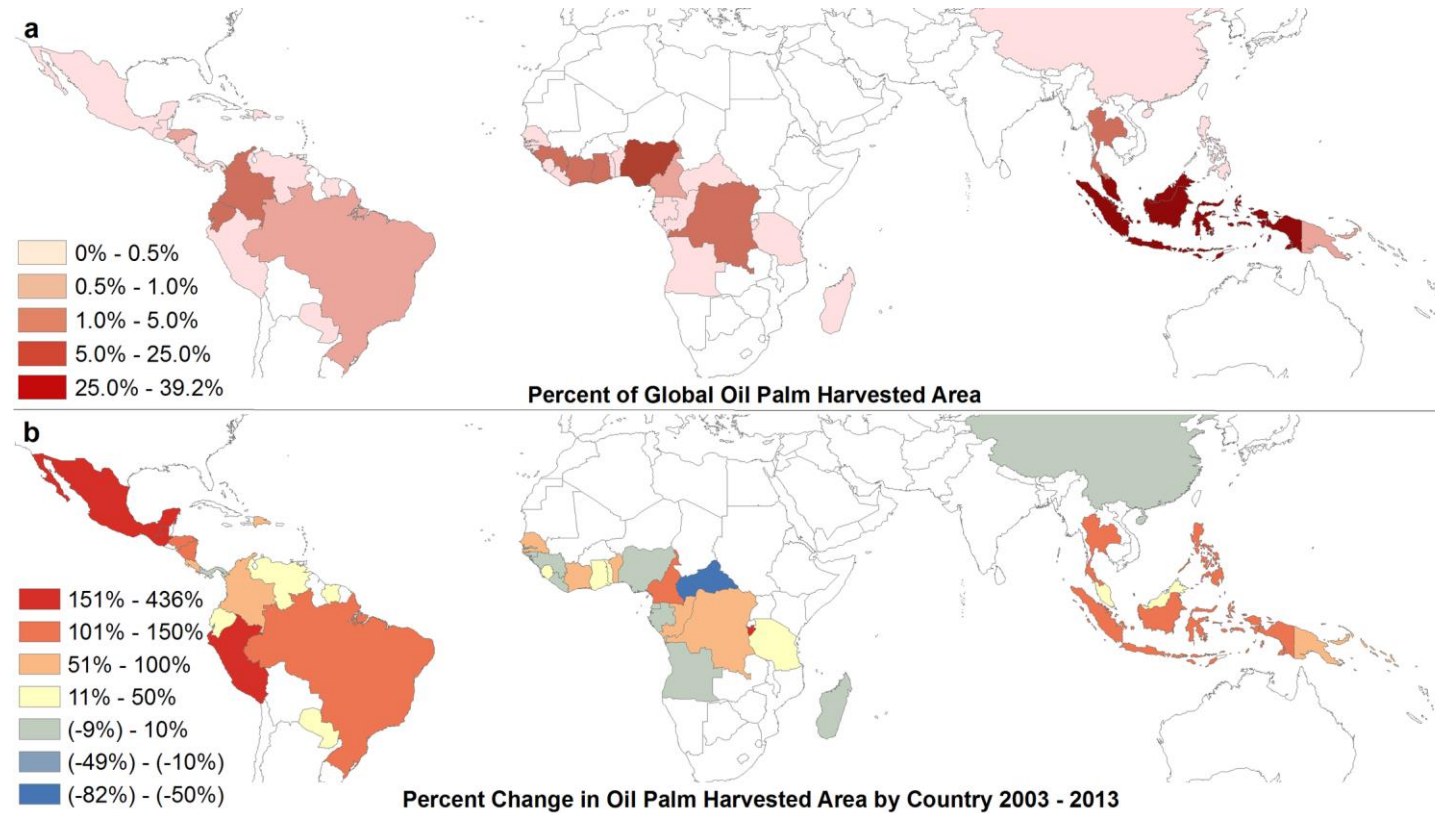 a
0% - 0.5%
0.5% - 1.0%
1.0% - 5.0%
5.0% - 25.0%
25.0% - 39.2%
Percent of Global Oil Palm Harvested Area
b
151% - 436%
101% - 150%
51% - 100%
11% - 50%
(-9%) - 10%
(-49%) - (-10%)
(-82%) - (-50%)
Percent Change in Oil Palm Harvested Area by Country 2003 - 2013